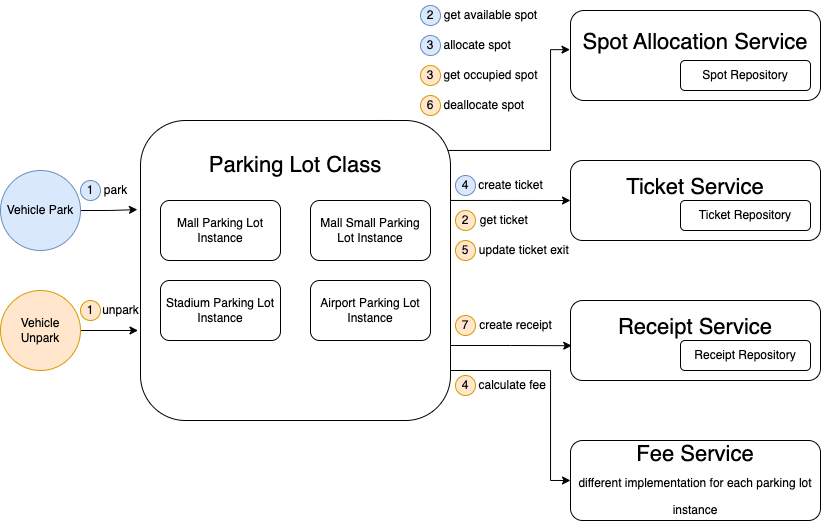 2 get available spot
3 allocate spot
3 get occupied spot
6 deallocate spot
Spot Allocation Service
Spot Repository
Parking Lot Class
Vehicle Park
1 park
Mall Parking Lot
Instance
Mall Small Parking
Lot Instance
4 create ticket
2 get ticket
5 update ticket exit
Ticket Service
Ticket Repository
Vehicle
Unpark
1 unpark
Stadium Parking Lot
Instance
Airport Parking Lot
Instance
7 create receipt
4 calculate fee
Receipt Service
Receipt Repository
Fee Service
different implementation for each parking lot
instance